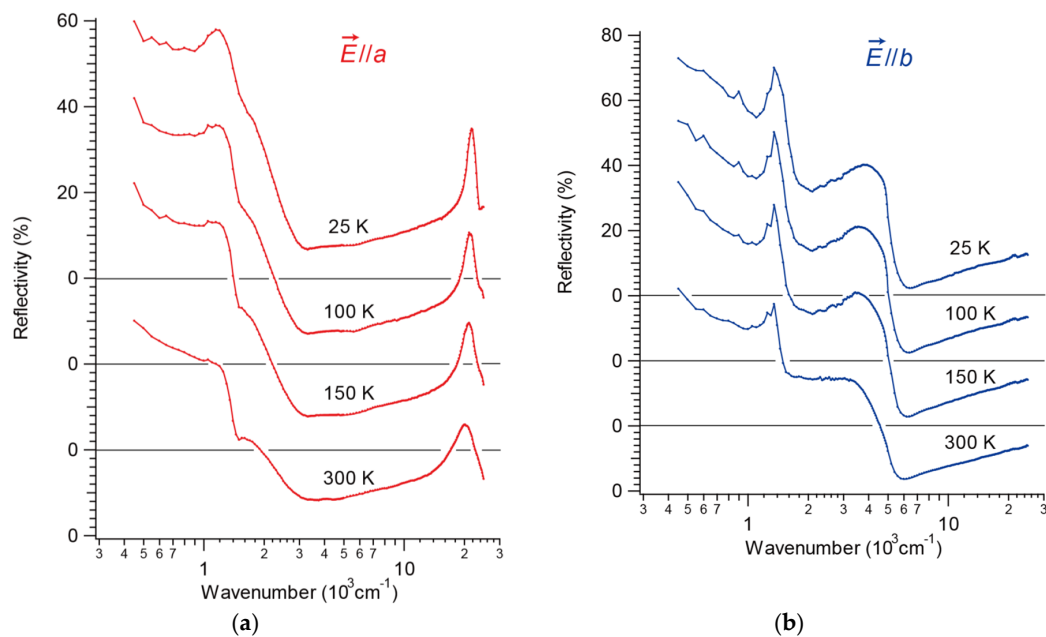 60
40
20
0
0
0
0
Reflectivity (%)
E//a
25 K
100 K
150 K
300 K
3 4 5 6 7 1 2 3 4 5 6 7 10 2 3
Wavenumber (10³cm⁻¹)
(a)
80
60
40
20
0
0
0
0
Reflectivity (%)
E//b
25 K
100 K
150 K
300 K
3 4 5 6 7 1 2 3 4 5 6 7 10 2 3
Wavenumber (10³cm⁻¹)
(b)